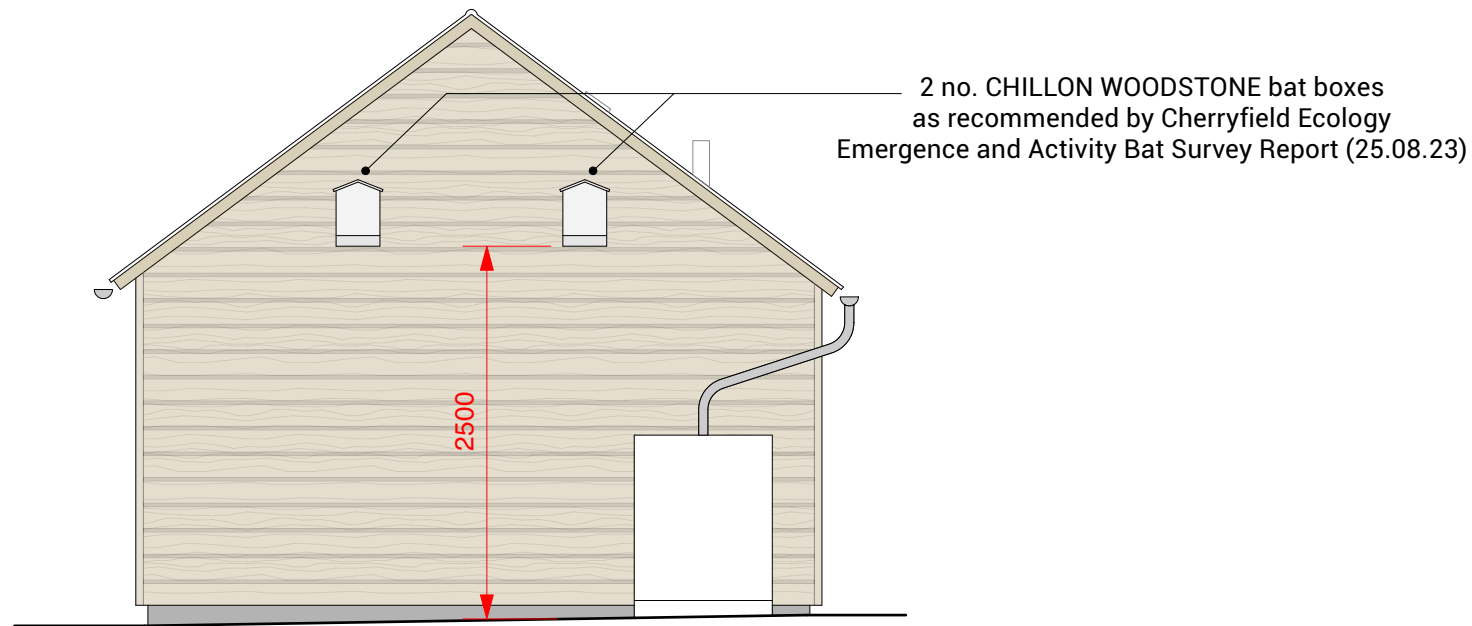 2 no. CHILLON WOODSTONE bat boxes
as recommended by Cherryfield Ecology
Emergence and Activity Bat Survey Report (25.08.23)
2500